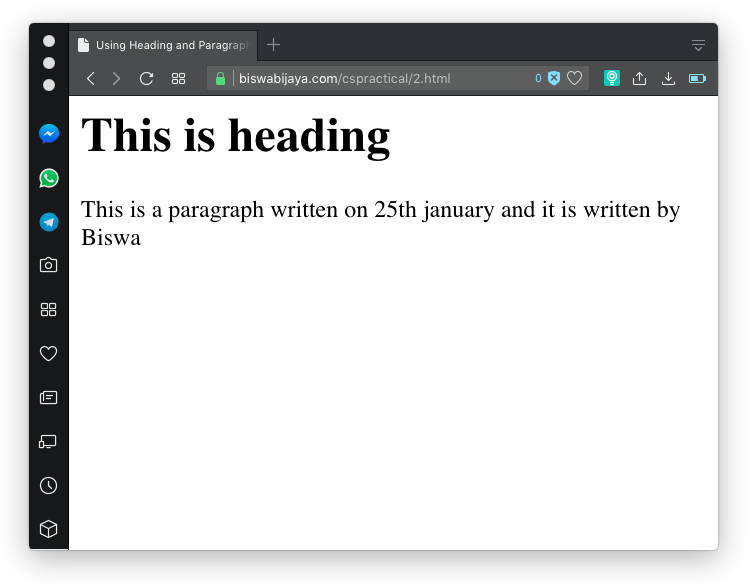 Using Heading and Paragraph
biswabijaya.com/cspractical/2.html
0
This is heading
This is a paragraph written on 25th january and it is written by
Biswa